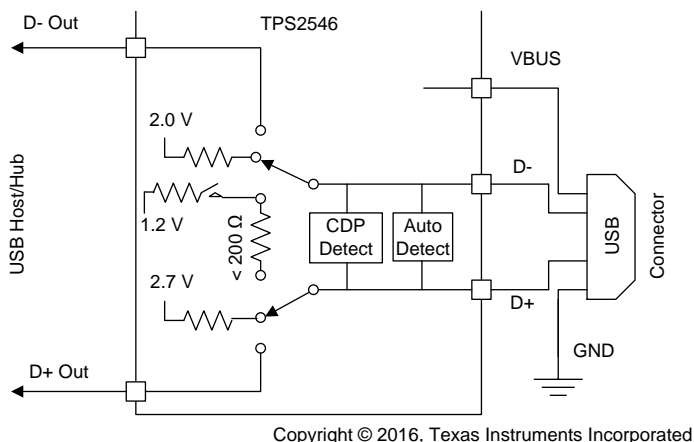 D- Out
TPS2546
VBUS
2.0 V
D-
1.2 V
< 200 Ω
CDP
Detect
Auto
Detect
USB
Connector
USB Host/Hub
2.7 V
D+
GND
D+ Out
Copyright © 2016, Texas Instruments Incorporated